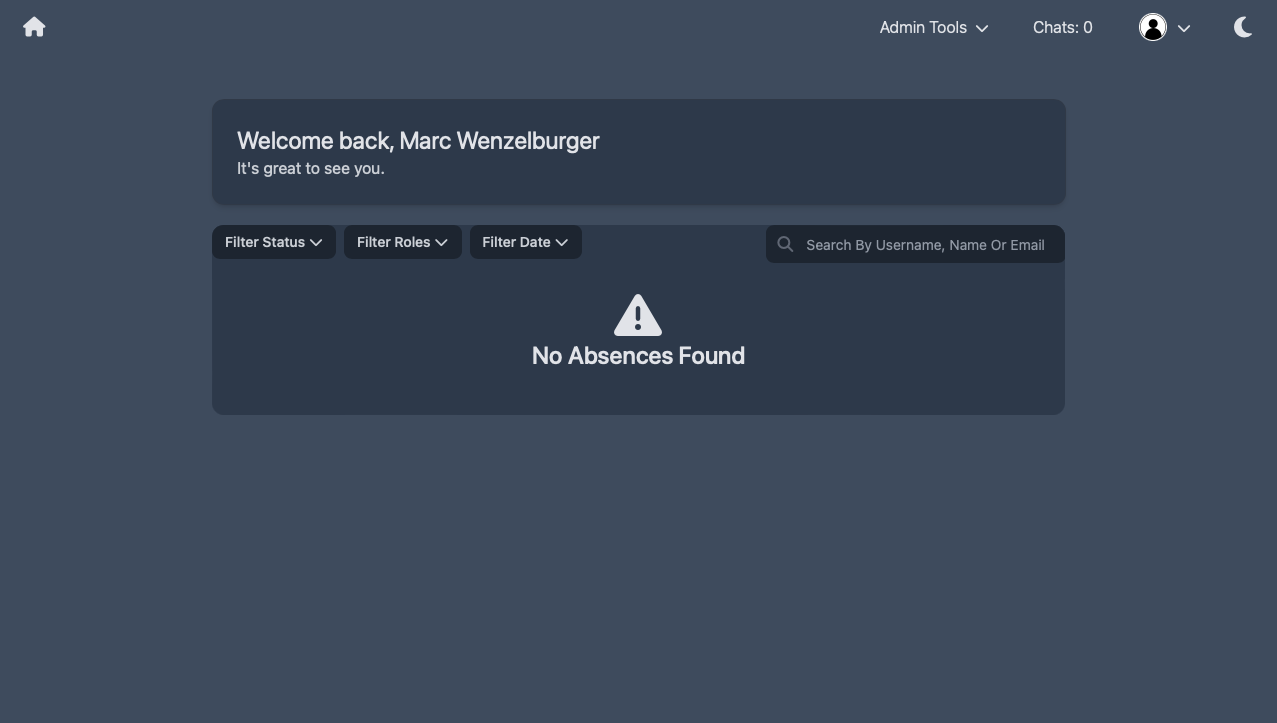 Admin Tools
Chats: 0
Welcome back, Marc Wenzelburger
It's great to see you.
Filter Status
Filter Roles
Filter Date
Search By Username, Name Or Email
No Absences Found